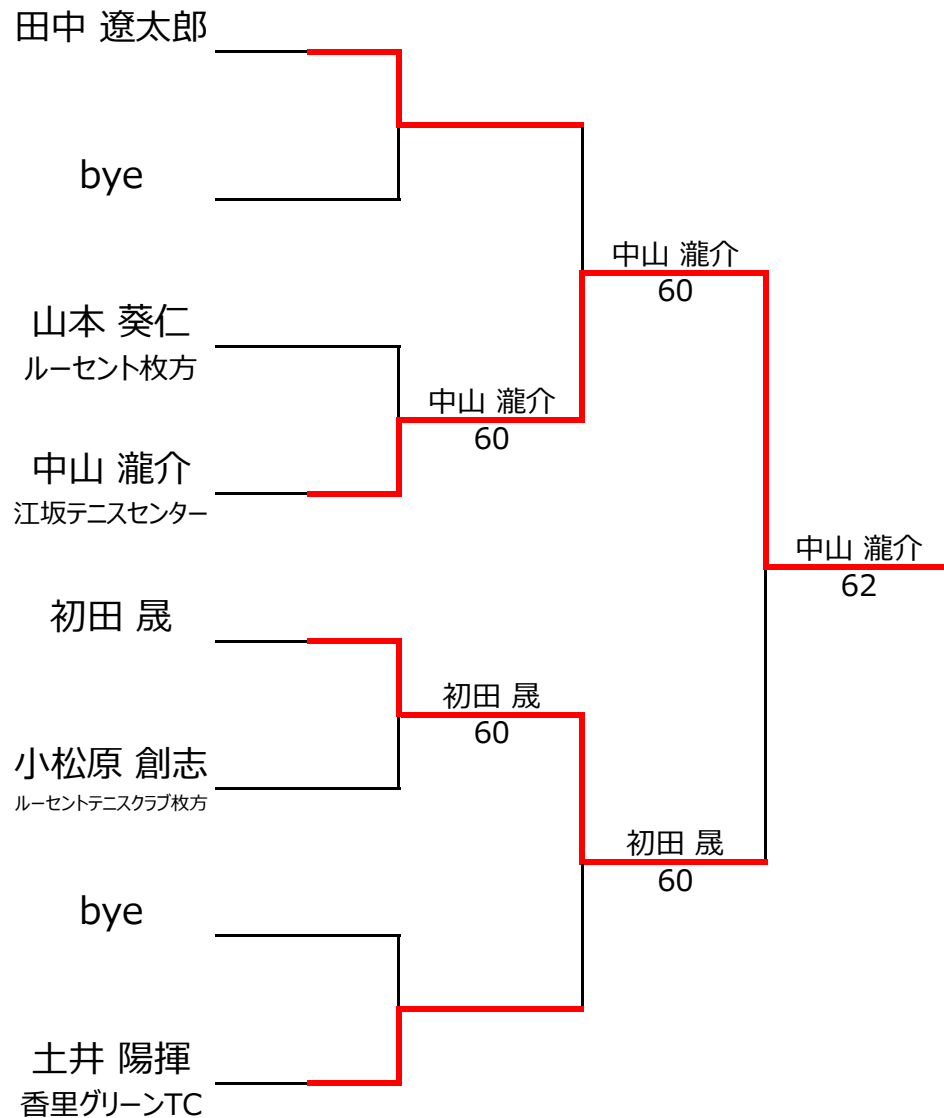 田中 遼太郎
bye
山本 葵仁
ルーセント枚方
中山 瀧介
江坂テニスセンター
初田 晟
小松原 創志
ルーセントテニスクラブ枚方
bye
土井 陽揮
香里グリーンTC
中山 瀧介
60
初田 晟
60
中山 瀧介
60
初田 晟
60
中山 瀧介
62